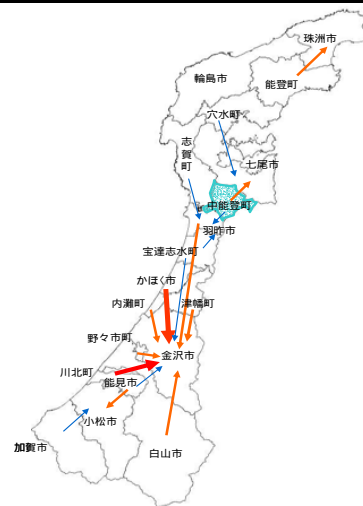 珠洲市
輪島市
能登町
穴水町
志賀町
七尾市
中能登町
羽咋市
宝達志水町
かほく市
内灘町
津幡町
野々市町
金沢市
川北町
能見市
小松市
加賀市
白山市